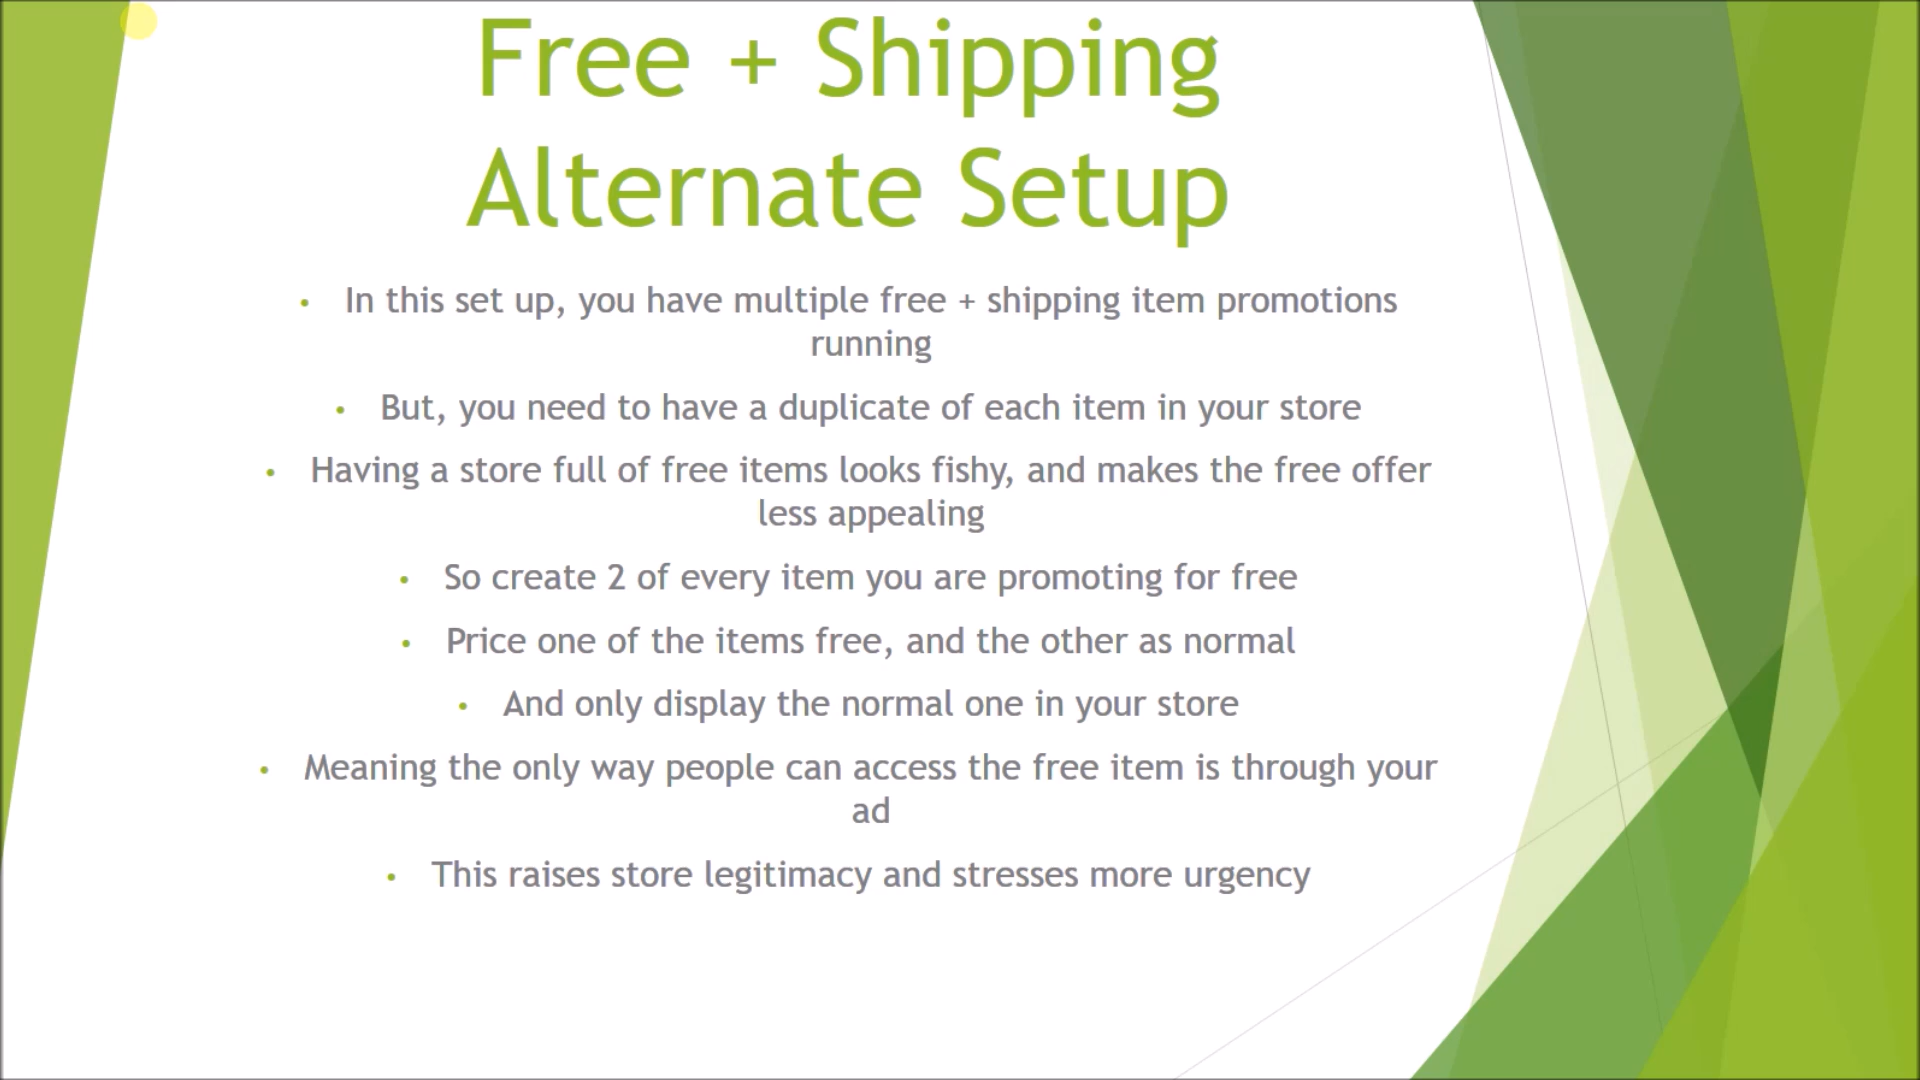 Free + Shipping
Alternate Setup
• In this set up, you have multiple free + shipping item promotions
running
• But, you need to have a duplicate of each item in your store
• Having a store full of free items looks fishy, and makes the free offer
less appealing
• So create 2 of every item you are promoting for free
• Price one of the items free, and the other as normal
• And only display the normal one in your store
• Meaning the only way people can access the free item is through your
ad
• This raises store legitimacy and stresses more urgency